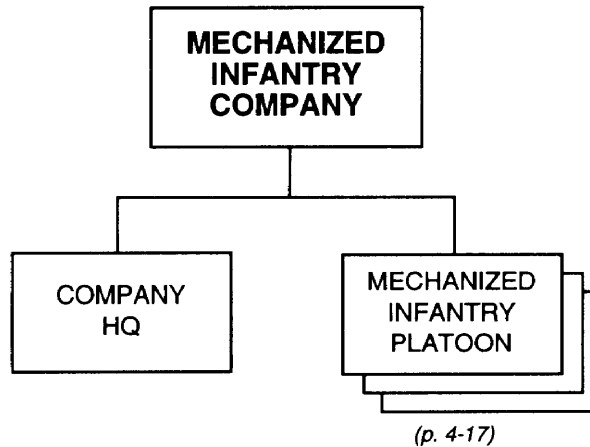 MECHANIZED
INFANTRY
COMPANY
COMPANY
HQ
MECHANIZED
INFANTRY
PLATOON
(p. 4-17)